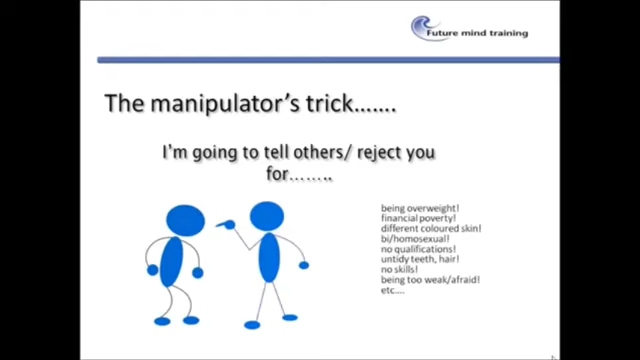 Future mind training
The manipulator's trick.......
I'm going to tell others/ reject you
for........
being overweight!
financial poverty!
different coloured skin!
bi/homosexual!
no qualifications!
untidy teeth, hair!
no skills!
being too weak/afraid!
etc....